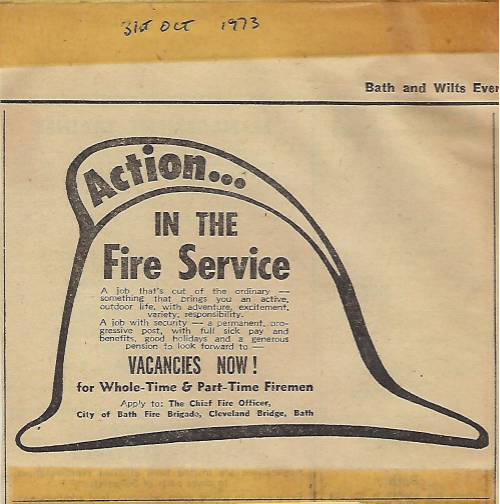 31st OCT 1973
Bath and Wilts Ever
Action...
IN THE
Fire Service
A job that's out of the ordinary —
something that brings you an active,
outdoor life, with adventure, excitement,
variety, responsibility.
A job with security — a permanent, pro-
gressive post, with full sick pay and
benefits, good holidays and a generous
pension to look forward to —
VACANCIES NOW!
for Whole-Time & Part-Time Firemen
Apply to: The Chief Fire Officer,
City of Bath Fire Brigade, Cleveland Bridge, Bath